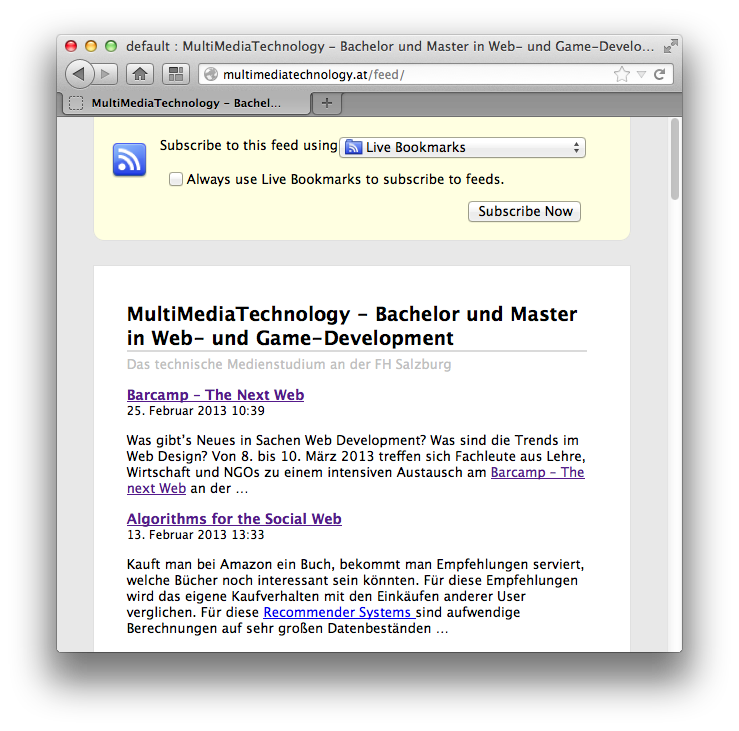 default : MultiMediaTechnology – Bachelor und Master in Web- und Game-Develo...
multimediatechnology.at/feed/
MultiMediaTechnology – Bachel...
Subscribe to this feed using Live Bookmarks
Always use Live Bookmarks to subscribe to feeds.
Subscribe Now
MultiMediaTechnology – Bachelor und Master
in Web- und Game-Development
Das technische Medienstudium an der FH Salzburg
Barcamp – The Next Web
25. Februar 2013 10:39
Was gibt’s Neues in Sachen Web Development? Was sind die Trends im
Web Design? Von 8. bis 10. März 2013 treffen sich Fachleute aus Lehre,
Wirtschaft und NGOs zu einem intensiven Austausch am Barcamp – The
next Web an der …
Algorithms for the Social Web
13. Februar 2013 13:33
Kauft man bei Amazon ein Buch, bekommt man Empfehlungen serviert,
welche Bücher noch interessant sein könnten. Für diese Empfehlungen
wird das eigene Kaufverhalten mit den Einkäufen anderer User
verglichen. Für diese Recommender Systems sind aufwendige
Berechnungen auf sehr großen Datenbeständen …